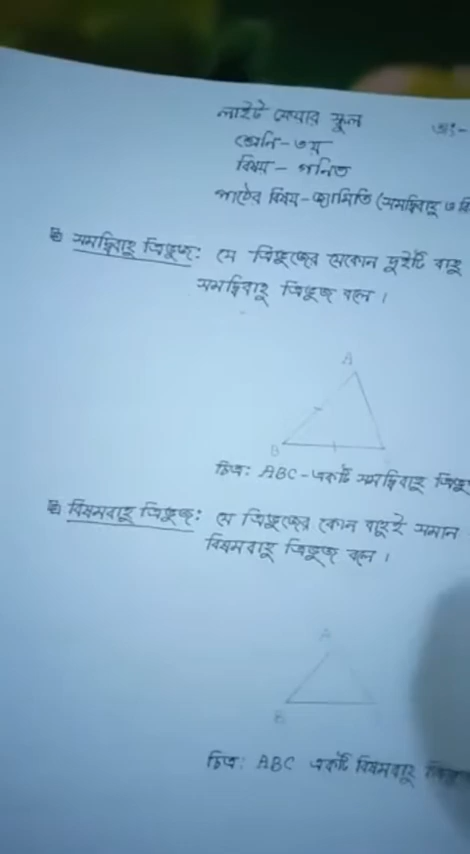 লাইট কেয়ার স্কুল
শ্রেনি - ৩য়
বিষয় - গনিত
পাঠের বিষয় - জ্যামিতি (সমদ্বিবাহু ও
সমদ্বিবাহু ত্রিভুজ: যে ত্রিভুজের যেকোন দুইটি বাহু
সমদ্বিবাহু ত্রিভুজ বলে।
A
B
চিত্র: ABC - একটি সমদ্বিবাহু
বিষমবাহু ত্রিভুজ: যে ত্রিভুজের কোন বাহুই সমান
বিষমবাহু ত্রিভুজ বলে।
A
B
চিত্র: ABC একটি বিষমবাহু